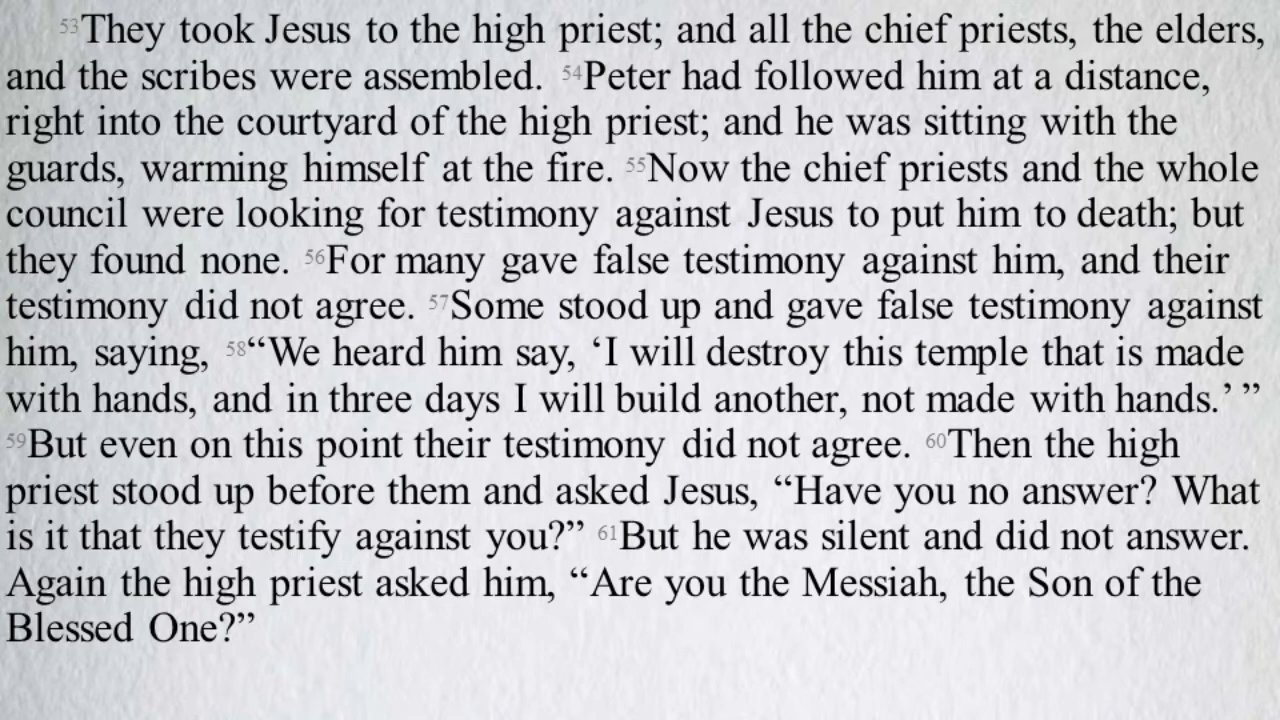 53They took Jesus to the high priest; and all the chief priests, the elders,
and the scribes were assembled. 54Peter had followed him at a distance,
right into the courtyard of the high priest; and he was sitting with the
guards, warming himself at the fire. 55Now the chief priests and the whole
council were looking for testimony against Jesus to put him to death; but
they found none. 56For many gave false testimony against him, and their
testimony did not agree. 57Some stood up and gave false testimony against
him, saying, 58“We heard him say, ‘I will destroy this temple that is made
with hands, and in three days I will build another, not made with hands.’ ”
59But even on this point their testimony did not agree. 60Then the high
priest stood up before them and asked Jesus, “Have you no answer? What
is it that they testify against you?” 61But he was silent and did not answer.
Again the high priest asked him, “Are you the Messiah, the Son of the
Blessed One?”